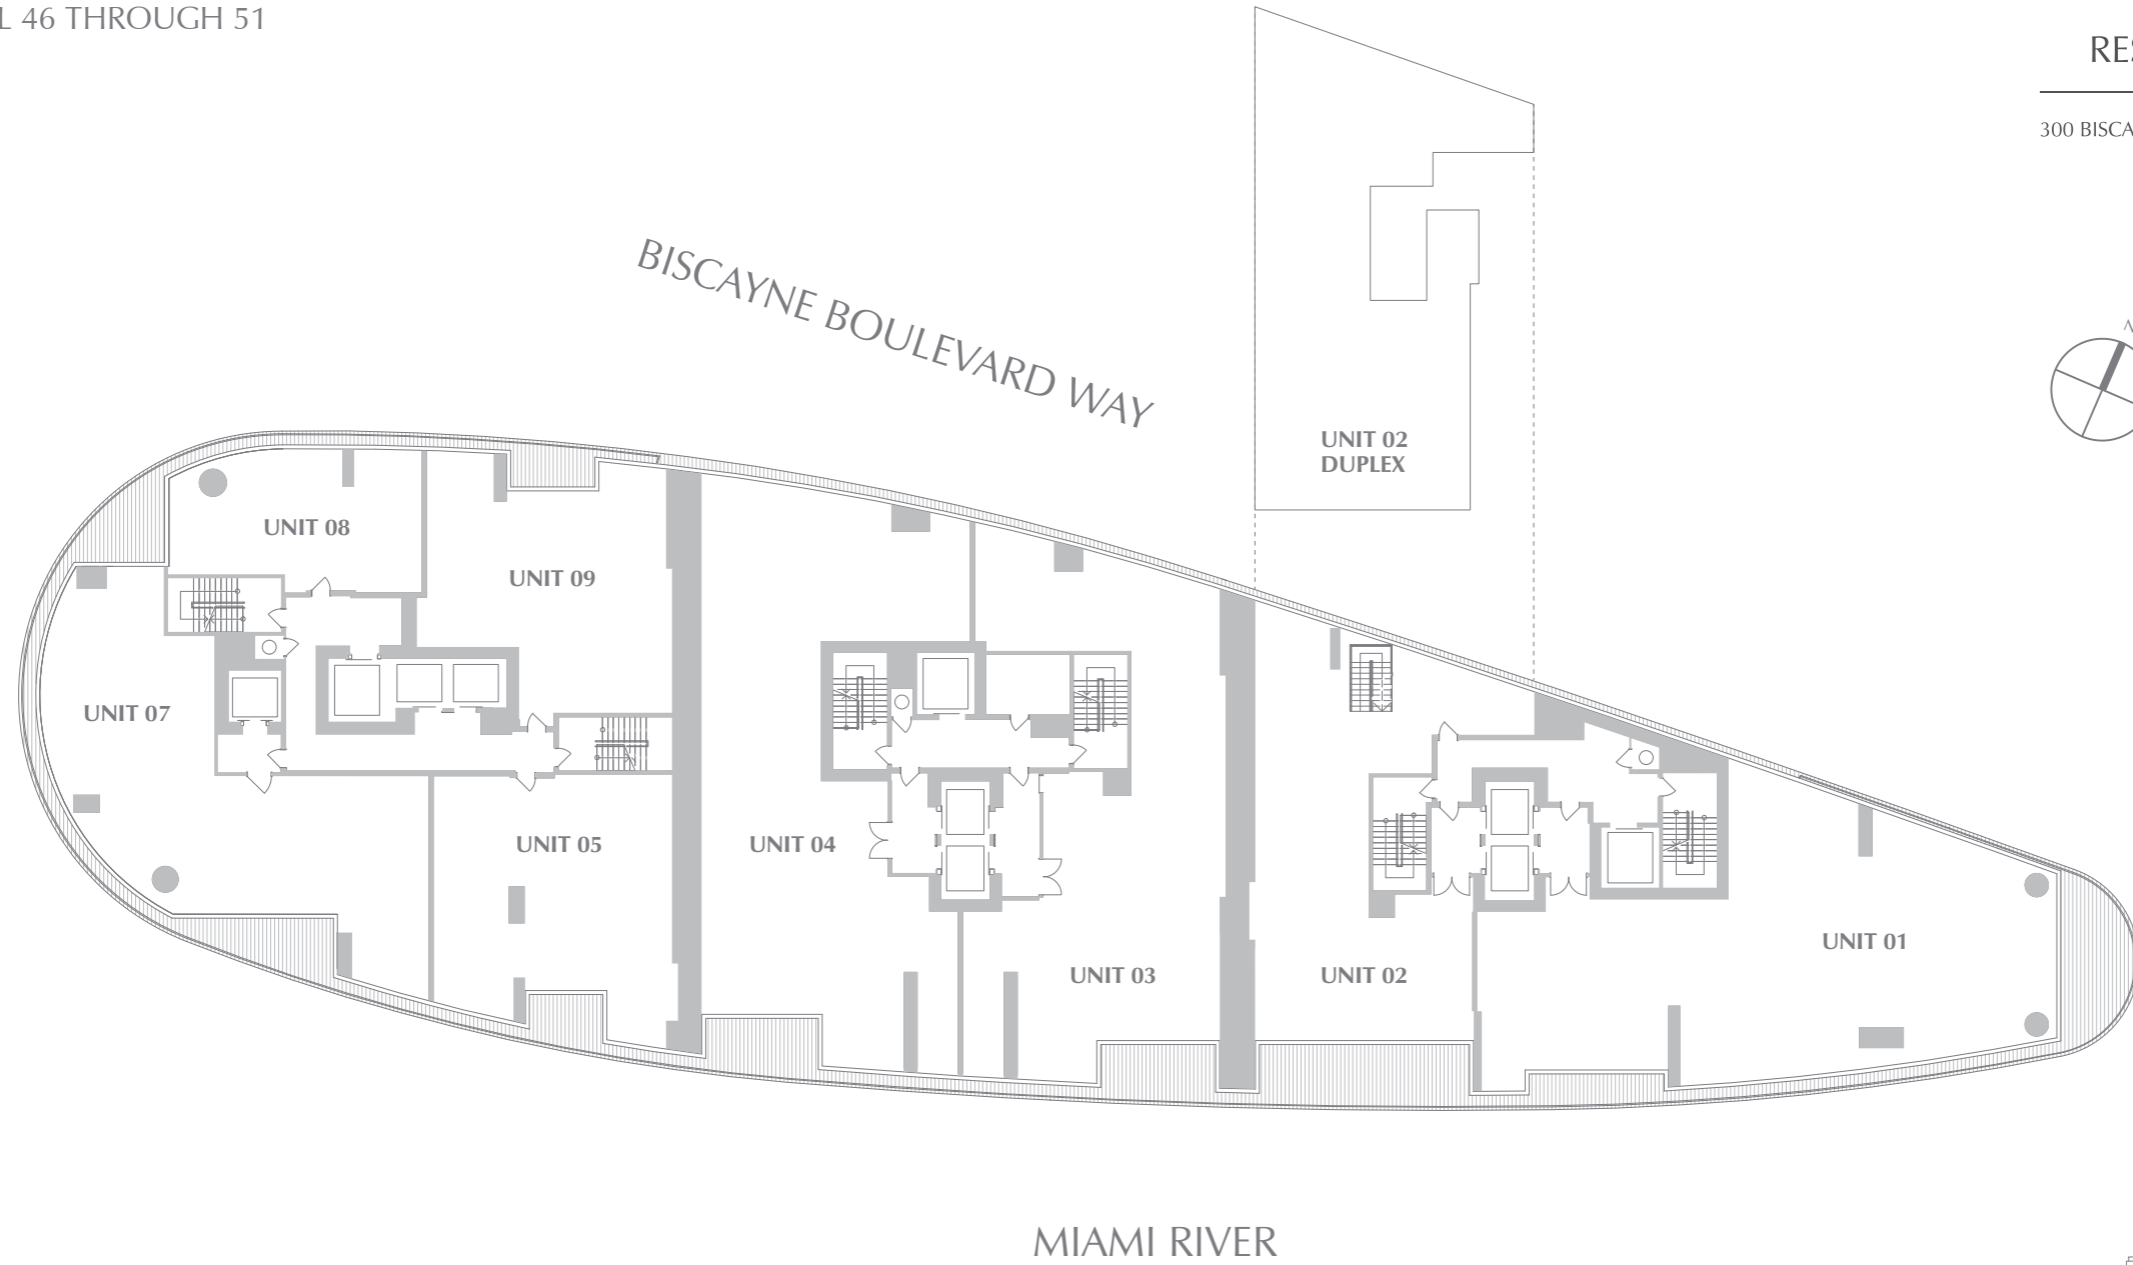 L 46 THROUGH 51
RES
300 BISCA
BISCAYNE BOULEVARD WAY
N
UNIT 02
DUPLEX
UNIT 08
UNIT 09
UNIT 07
UNIT 05
UNIT 04
UNIT 03
UNIT 02
UNIT 01
MIAMI RIVER